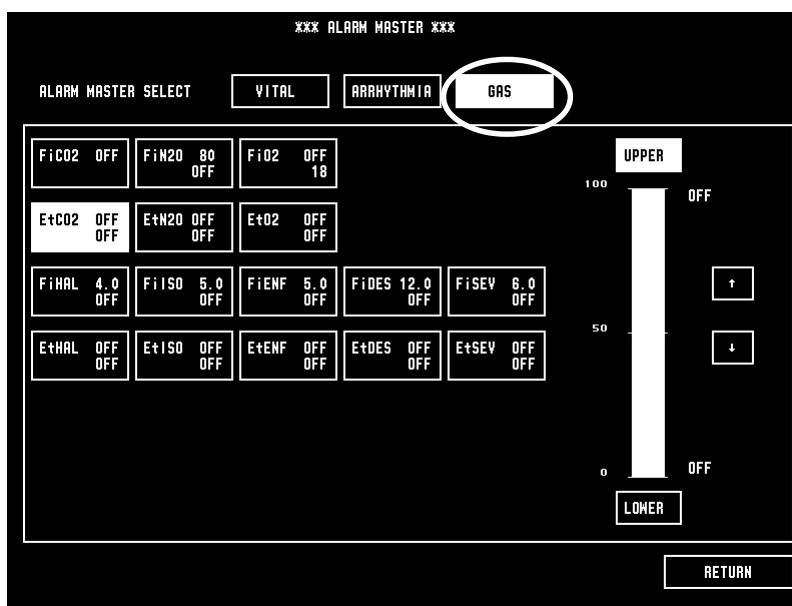 *** ALARM MASTER ***
ALARM MASTER SELECT VITAL ARRHYTHMIA GAS
FiCO2 OFF FiN2O 80 FiO2 OFF UPPER
OFF 18
100 OFF
EtCO2 OFF EtN2O OFF EtO2 OFF
OFF OFF OFF
FiHAL 4.0 FiISO 5.0 FiENF 5.0 FiDES 12.0 FiSEV 6.0 ↑
OFF OFF OFF OFF OFF
50
EtHAL OFF EtISO OFF EtENF OFF EtDES OFF EtSEV OFF ↓
OFF OFF OFF OFF OFF
0 OFF
LOWER
RETURN